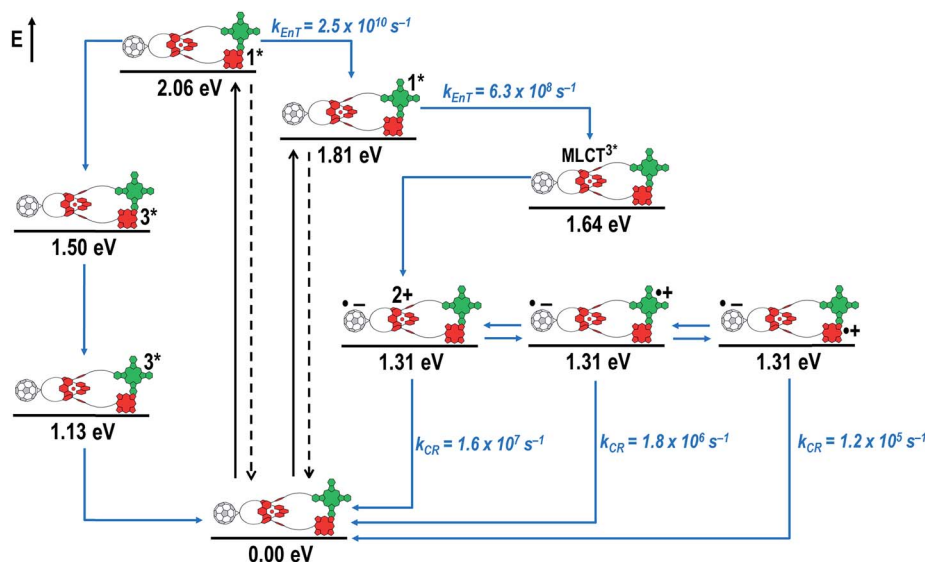 E
k_EnT = 2.5 x 10^10 s^–1
1*
2.06 eV
1*
k_EnT = 6.3 x 10^8 s^–1
1.81 eV
MLCT^3*
1.64 eV
3*
1.50 eV
• –
2+
• –
•+
• –
•+
1.31 eV
1.31 eV
1.31 eV
3*
1.13 eV
k_CR = 1.6 x 10^7 s^–1
k_CR = 1.8 x 10^6 s^–1
k_CR = 1.2 x 10^5 s^–1
0.00 eV